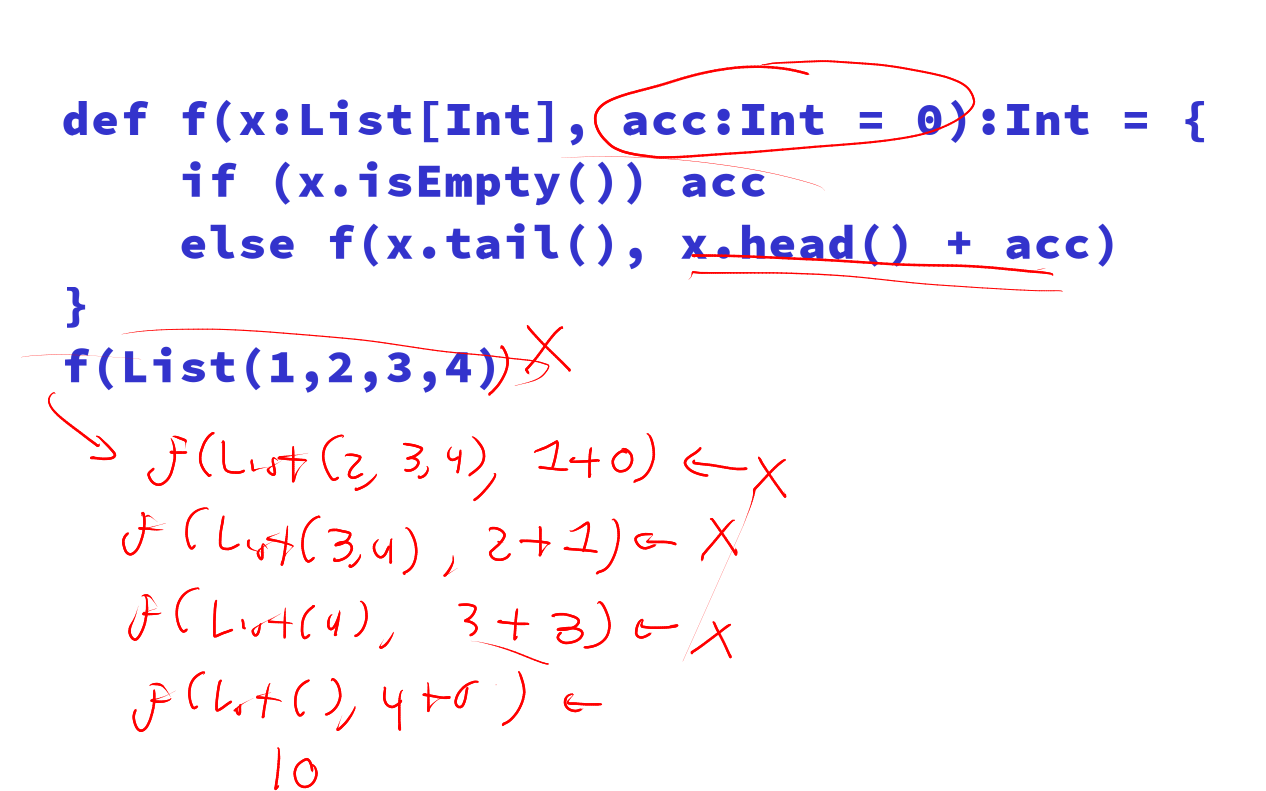 def f(x:List[Int], acc:Int = 0):Int = {
if (x.isEmpty()) acc
else f(x.tail(), x.head() + acc)
}
f(List(1,2,3,4)) X
f(List(2, 3,4), 1+0) ← X
f(List(3,4), 2+1) ← X
f(List(4), 3+3) ← X
f(List(), 4+6) ←
10